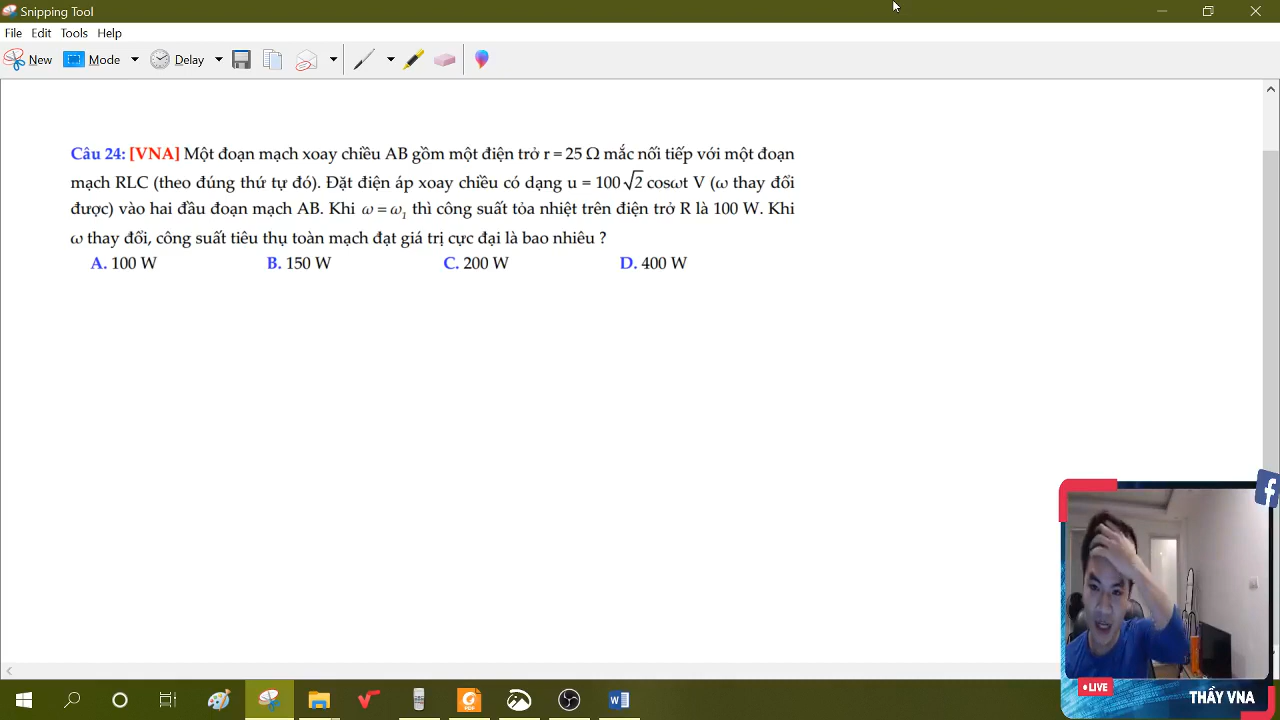 Snipping Tool
File Edit Tools Help
New Mode Delay
Câu 24: [VNA] Một đoạn mạch xoay chiều AB gồm một điện trở r = 25 Ω mắc nối tiếp với một đoạn
mạch RLC (theo đúng thứ tự đó). Đặt điện áp xoay chiều có dạng u = 100√2 cosωt V (ω thay đổi
được) vào hai đầu đoạn mạch AB. Khi ω = ω₁ thì công suất tỏa nhiệt trên điện trở R là 100 W. Khi
ω thay đổi, công suất tiêu thụ toàn mạch đạt giá trị cực đại là bao nhiêu ?
A. 100 W B. 150 W C. 200 W D. 400 W
LIVE
THẦY VNA